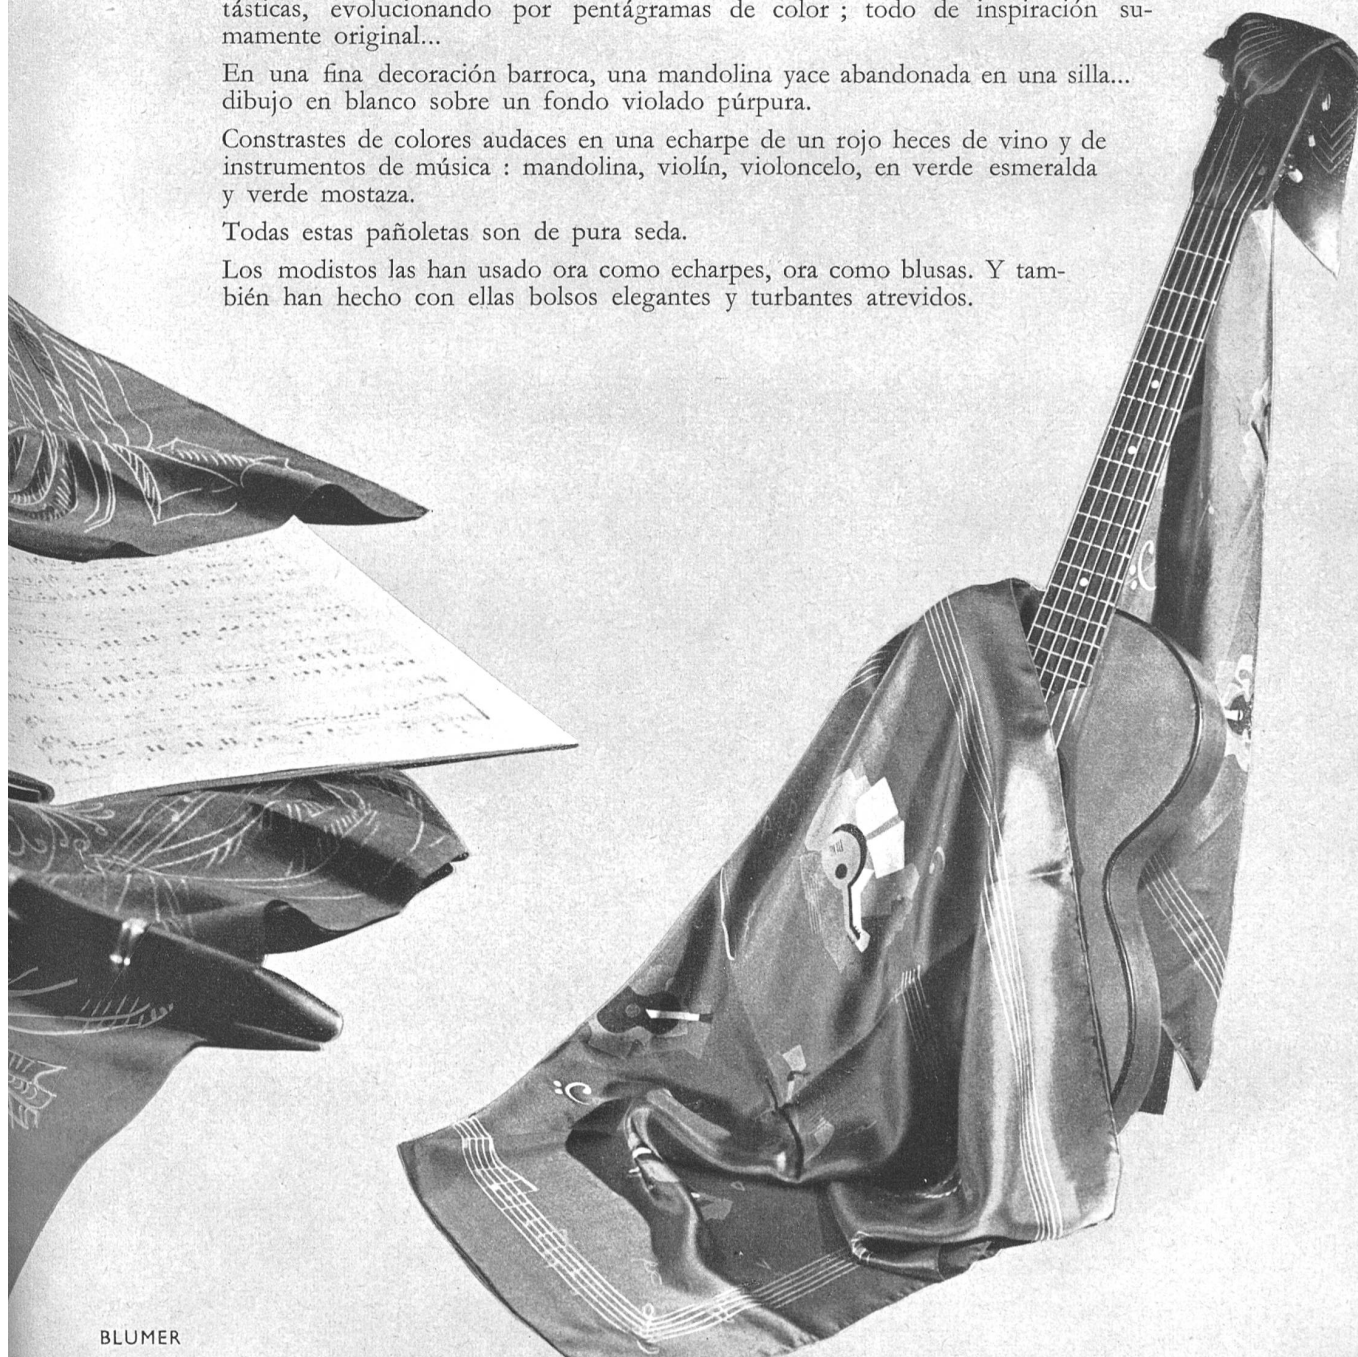 tásticas, evolucionando por pentágramas de color ; todo de inspiración su-
mamente original...
En una fina decoración barroca, una mandolina yace abandonada en una silla...
dibujo en blanco sobre un fondo violado púrpura.
Constrastes de colores audaces en una echarpe de un rojo heces de vino y de
instrumentos de música : mandolina, violín, violoncelo, en verde esmeralda
y verde mostaza.
Todas estas pañoletas son de pura seda.
Los modistos las han usado ora como echarpes, ora como blusas. Y tam-
bién han hecho con ellas bolsos elegantes y turbantes atrevidos.
BLUMER